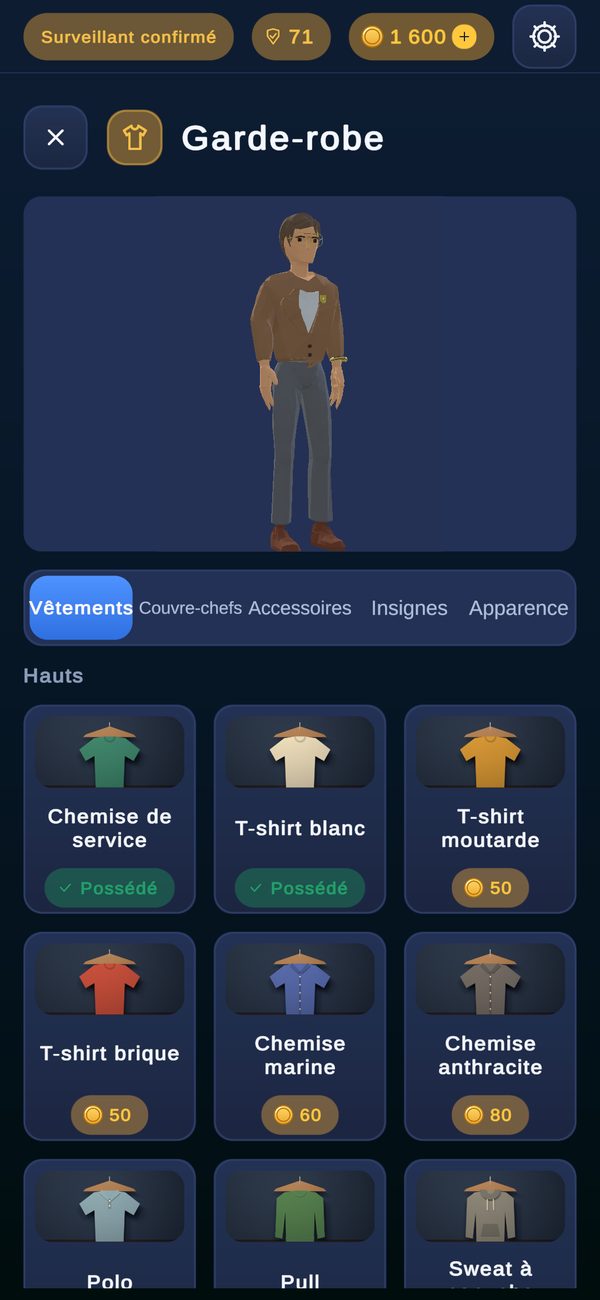 Surveillant confirmé
71
1 600 +
Garde-robe
Vêtements Couvre-chefs Accessoires Insignes Apparence
Hauts
Chemise de
service
Possédé
T-shirt blanc
Possédé
T-shirt
moutarde
50
T-shirt brique
50
Chemise
marine
60
Chemise
anthracite
80
Polo
Pull
Sweat à